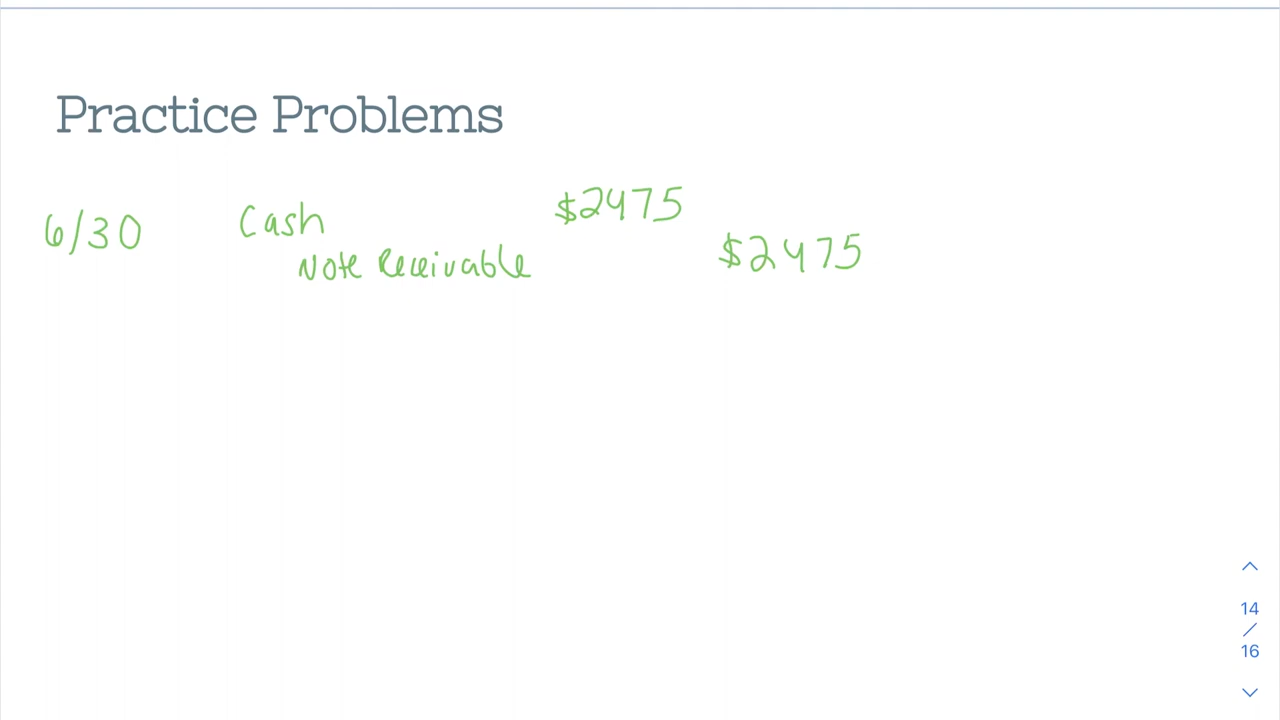 Practice Problems
6/30 Cash $2475
Note Receivable $2475
14
/
16